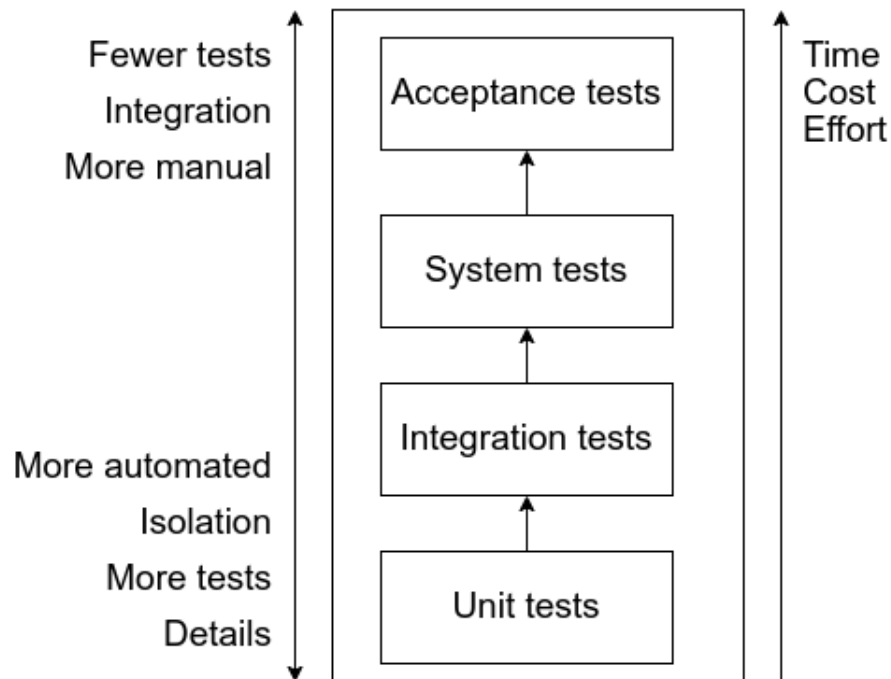 Fewer tests
Integration
More manual
Acceptance tests
Time
Cost
Effort
System tests
Integration tests
More automated
Isolation
More tests
Details
Unit tests